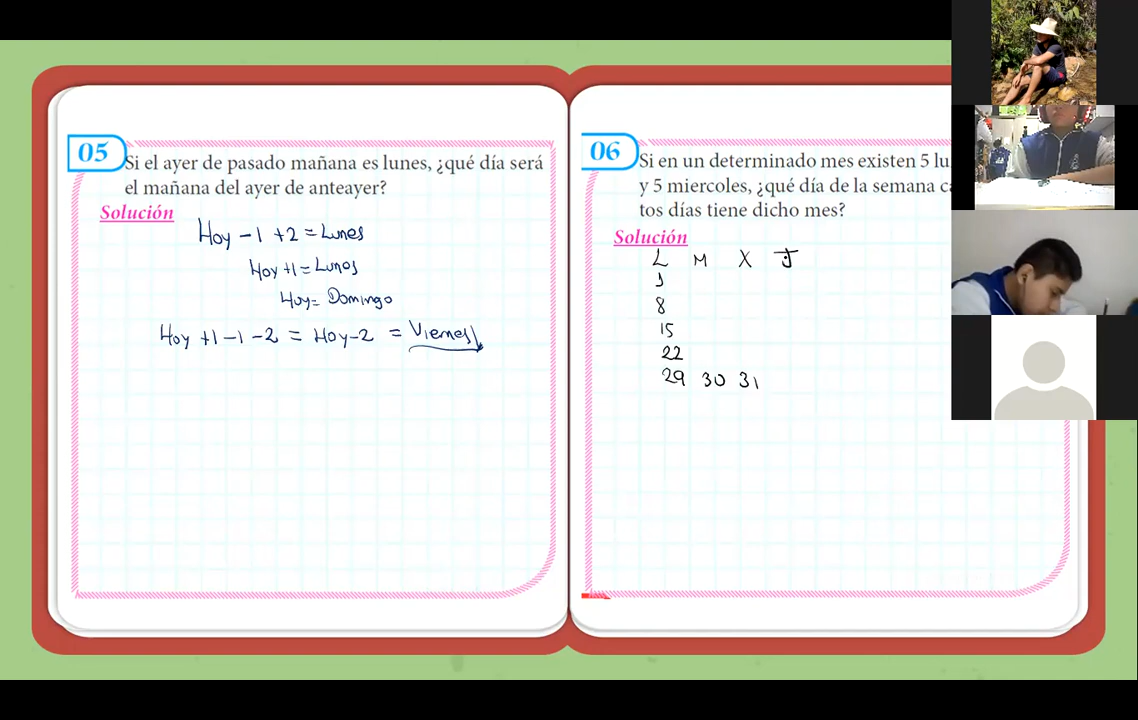 05
Si el ayer de pasado mañana es lunes, ¿qué día será
el mañana del ayer de anteayer?
Solución
Hoy -1 +2 = Lunes
Hoy +1 = Lunes
Hoy = Domingo
Hoy +1 -1 -2 = Hoy -2 = Viernes
06
Si en un determinado mes existen 5 lu
y 5 miercoles, ¿qué día de la semana ca
tos días tiene dicho mes?
Solución
L M X J
1
8
15
22
29 30 31